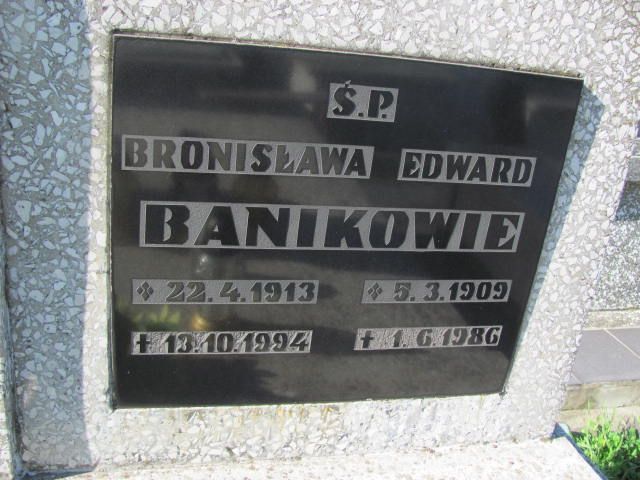 Ś.P.
BRONISŁAWA EDWARD
BANIKOWIE
22.4.1913 5.3.1909
✝ 13.10.1994 ✝ 1.6.1986